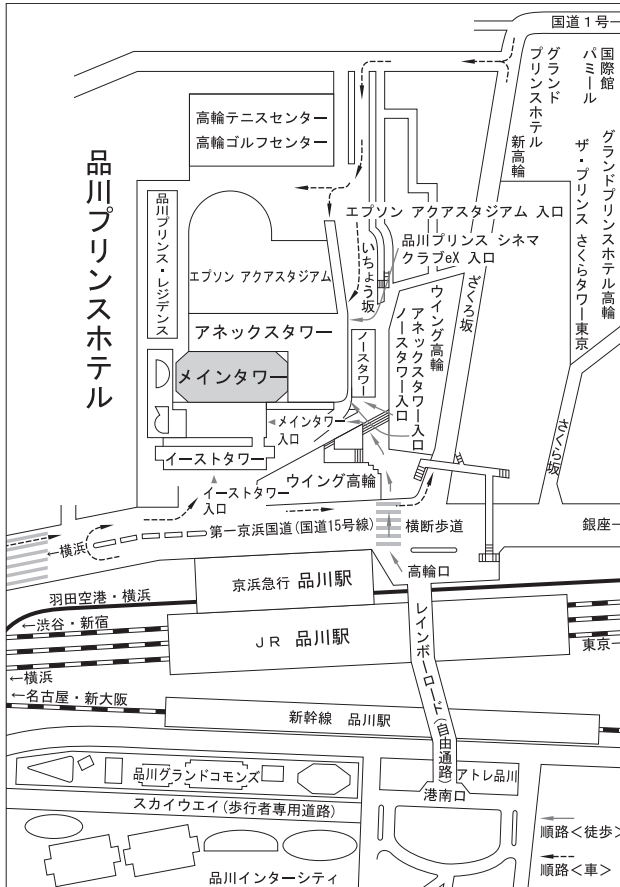 国道1号
国際館
パミール
グランド
プリンスホテル
新高輪
グランドプリンスホテル高輪
ザ・プリンス さくらタワー東京
高輪テニスセンター
高輪ゴルフセンター
品川プリンスホテル
品川プリンス・レジデンス
エプソン アクアスタジアム 入口
品川プリンス シネマ
クラブeX 入口
いちょう坂
エプソン アクアスタジアム
ざくろ坂
ウイング高輪
アネックスタワー入口
ノースタワー入口
アネックスタワー
ノースタワー
メインタワー
メインタワー
入口
さくら坂
イーストタワー
ウイング高輪
イーストタワー
入口
第一京浜国道(国道15号線)
横断歩道
銀座
←横浜
高輪口
京浜急行 品川駅
羽田空港・横浜
←渋谷・新宿
JR 品川駅
東京
レインボーロード(自由通路)
←横浜
←名古屋・新大阪
新幹線 品川駅
品川グランドコモンズ
アトレ品川
スカイウエイ(歩行者専用道路)
港南口
順路<徒歩>
順路<車>
品川インターシティ